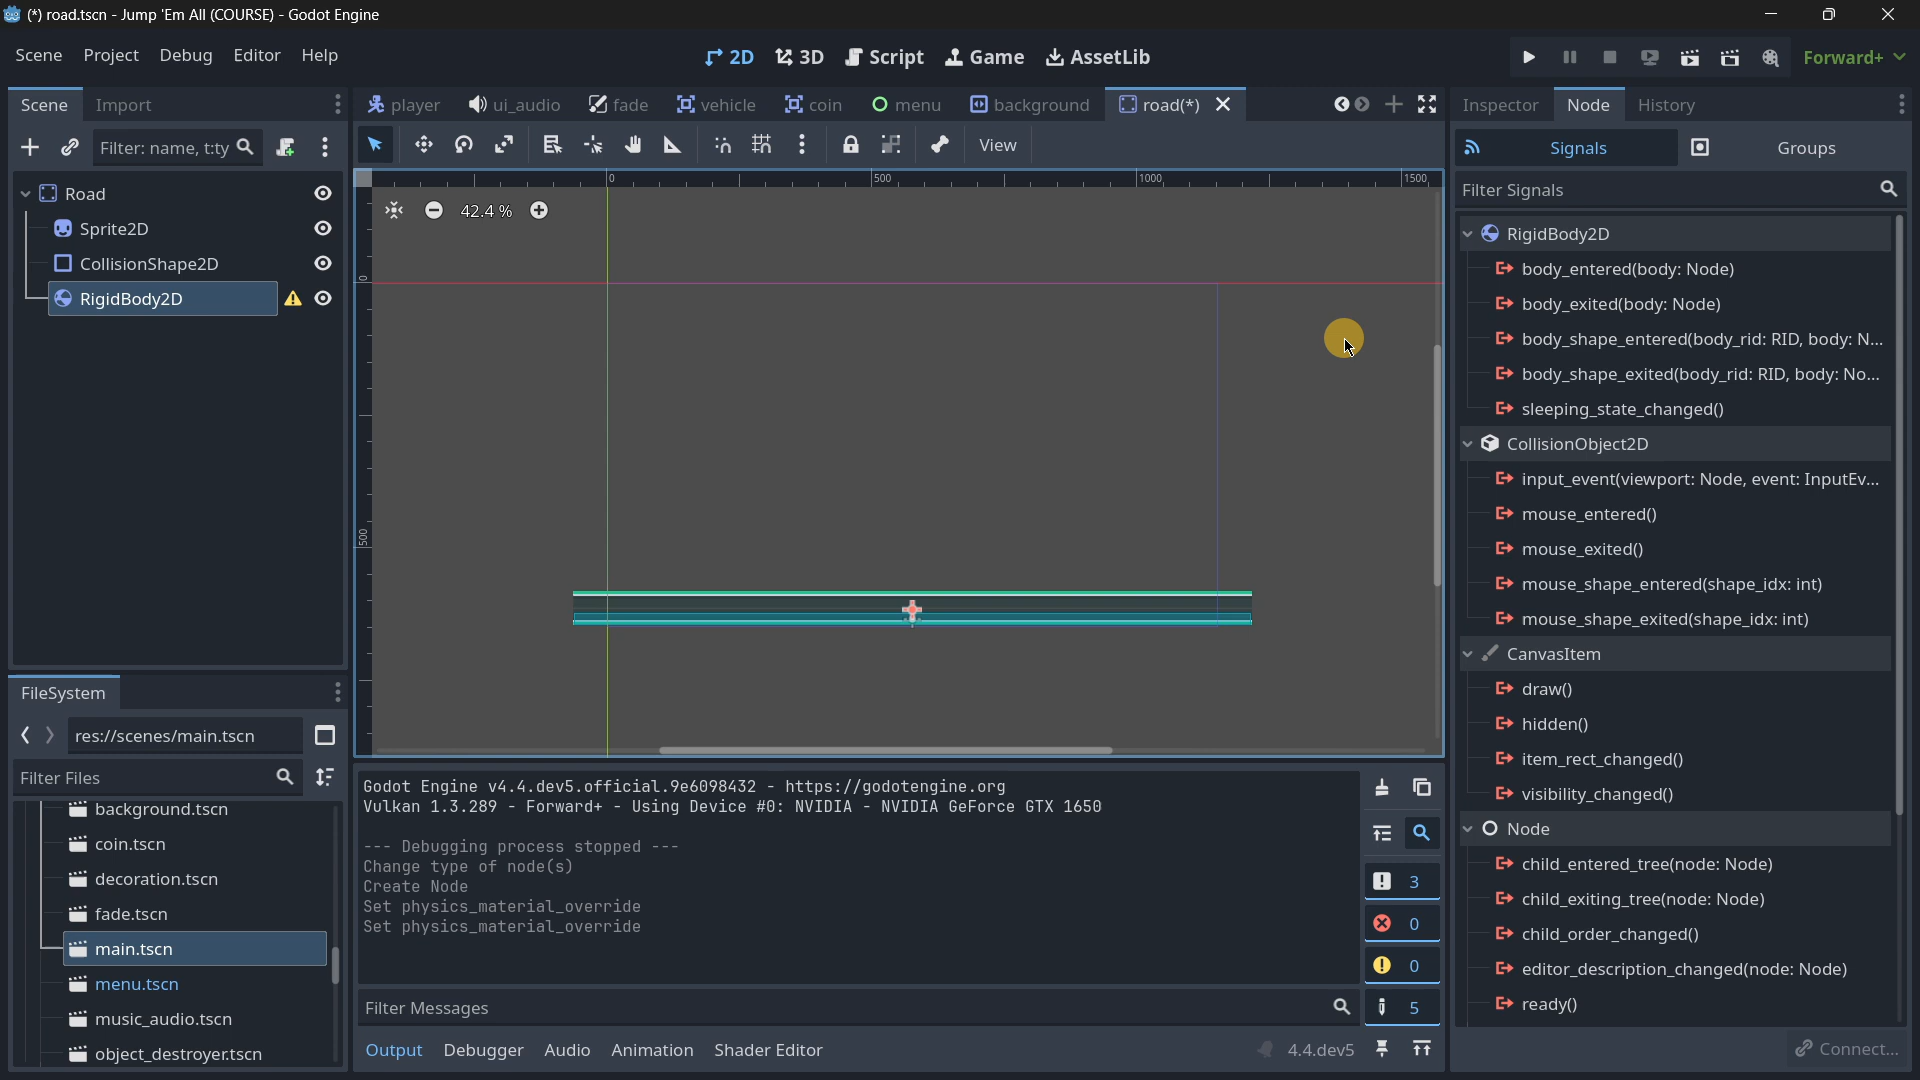 (*) road.tscn - Jump 'Em All (COURSE) - Godot Engine
Scene Project Debug Editor Help
2D 3D Script Game AssetLib
Forward+
Scene Import
Filter: name, t:ty
Road
Sprite2D
CollisionShape2D
RigidBody2D
FileSystem
res://scenes/main.tscn
Filter Files
background.tscn
coin.tscn
decoration.tscn
fade.tscn
main.tscn
menu.tscn
music_audio.tscn
object_destroyer.tscn
player ui_audio fade vehicle coin menu background road(*)
View
0 500 1000 1500
0
500
42.4 %
Godot Engine v4.4.dev5.official.9e6098432 - https://godotengine.org
Vulkan 1.3.289 - Forward+ - Using Device #0: NVIDIA - NVIDIA GeForce GTX 1650
--- Debugging process stopped ---
Change type of node(s)
Create Node
Set physics_material_override
Set physics_material_override
3
0
0
5
Filter Messages
Output Debugger Audio Animation Shader Editor
4.4.dev5
Inspector Node History
Signals Groups
Filter Signals
RigidBody2D
body_entered(body: Node)
body_exited(body: Node)
body_shape_entered(body_rid: RID, body: N...
body_shape_exited(body_rid: RID, body: No...
sleeping_state_changed()
CollisionObject2D
input_event(viewport: Node, event: InputEv...
mouse_entered()
mouse_exited()
mouse_shape_entered(shape_idx: int)
mouse_shape_exited(shape_idx: int)
CanvasItem
draw()
hidden()
item_rect_changed()
visibility_changed()
Node
child_entered_tree(node: Node)
child_exiting_tree(node: Node)
child_order_changed()
editor_description_changed(node: Node)
ready()
Connect...